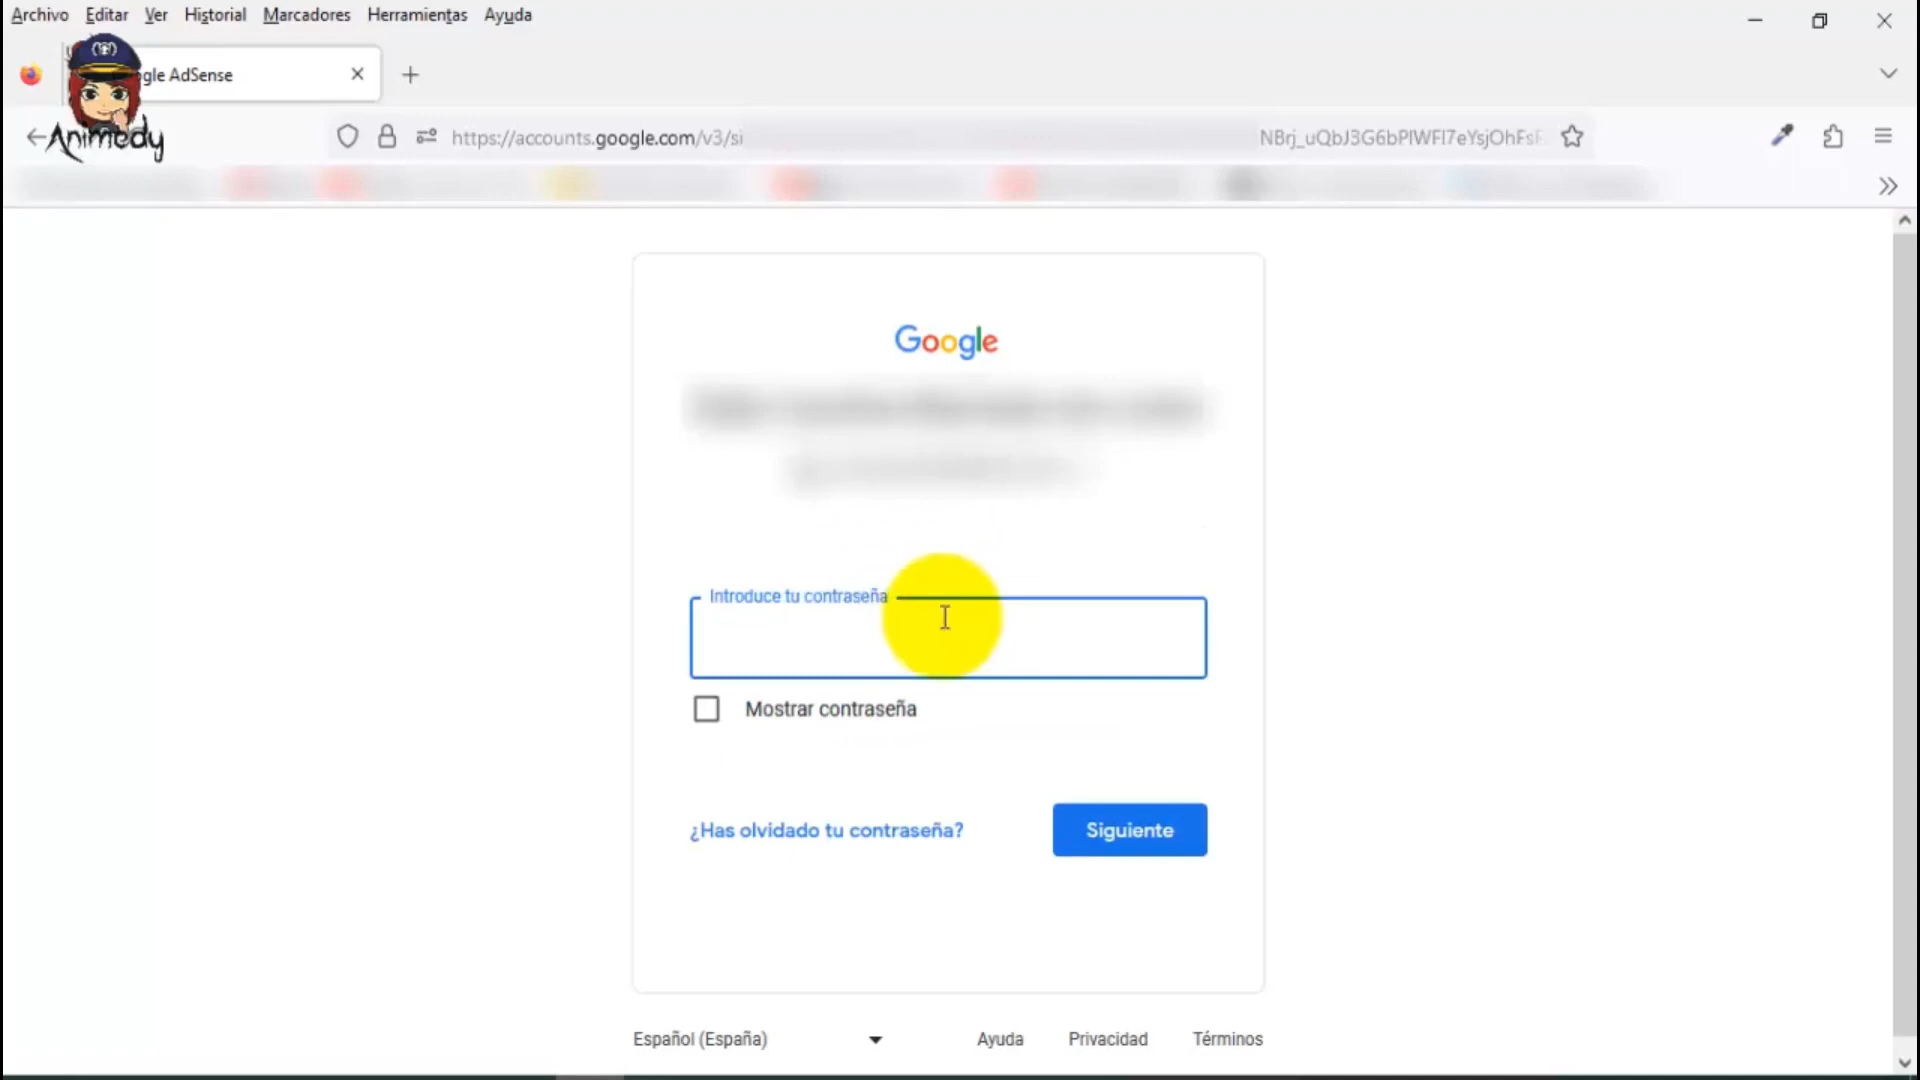 Archivo Editar Ver Historial Marcadores Herramientas Ayuda
gle AdSense
Animedy
https://accounts.google.com/v3/si
NBrj_uQbJ3G6bPlWFl7eYsjOhFsF
Google
Introduce tu contraseña
Mostrar contraseña
¿Has olvidado tu contraseña?
Siguiente
Español (España)
Ayuda
Privacidad
Términos